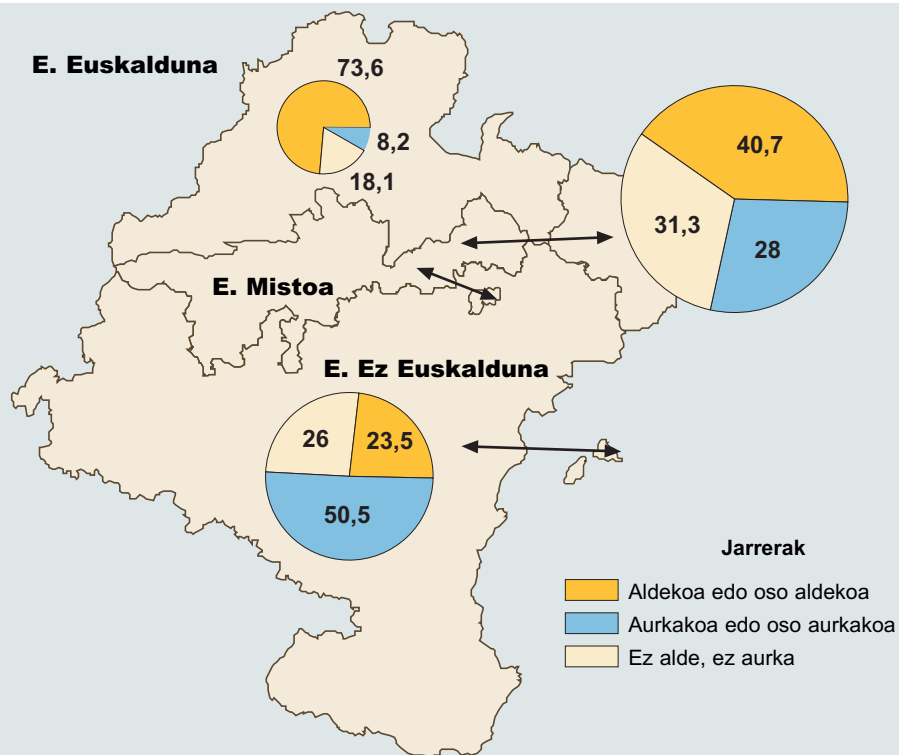 E. Euskalduna
73,6
8,2
18,1
40,7
31,3
28
E. Mistoa
E. Ez Euskalduna
26
23,5
50,5
Jarrerak
Aldekoa edo oso aldekoa
Aurkakoa edo oso aurkakoa
Ez alde, ez aurka